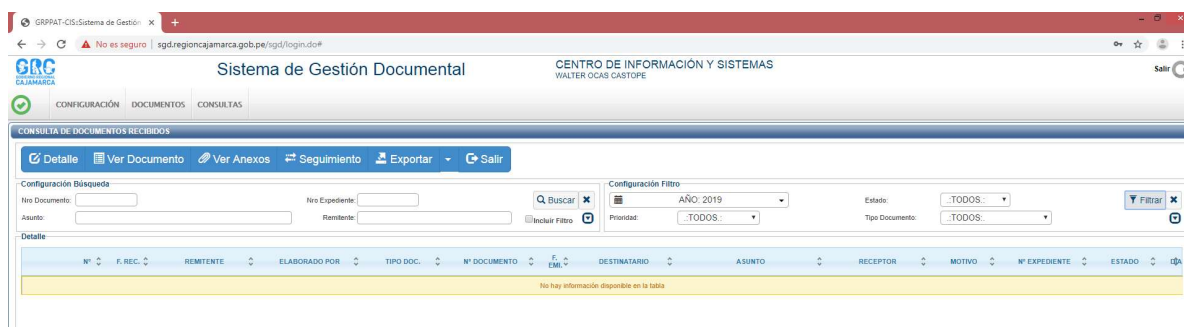 GRPPAT-CIS::Sistema de Gestión
No es seguro | sgd.regioncajamarca.gob.pe/sgd/login.do#
GRC
GOBIERNO REGIONAL
CAJAMARCA
Sistema de Gestión Documental
CENTRO DE INFORMACIÓN Y SISTEMAS
WALTER OCAS CASTOPE
Salir
CONFIGURACIÓN DOCUMENTOS CONSULTAS
CONSULTA DE DOCUMENTOS RECIBIDOS
Detalle Ver Documento Ver Anexos Seguimiento Exportar Salir
Configuración Búsqueda
Nro Documento: Nro Expediente: Buscar
Asunto: Remitente: Incluir Filtro
Configuración Filtro
AÑO: 2019 Estado: .:TODOS.: Filtrar
Prioridad: .:TODOS.: Tipo Documento: .:TODOS:.
Detalle
N° F. REC. REMITENTE ELABORADO POR TIPO DOC. N° DOCUMENTO F. EMI. DESTINATARIO ASUNTO RECEPTOR MOTIVO N° EXPEDIENTE ESTADO
No hay información disponible en la tabla